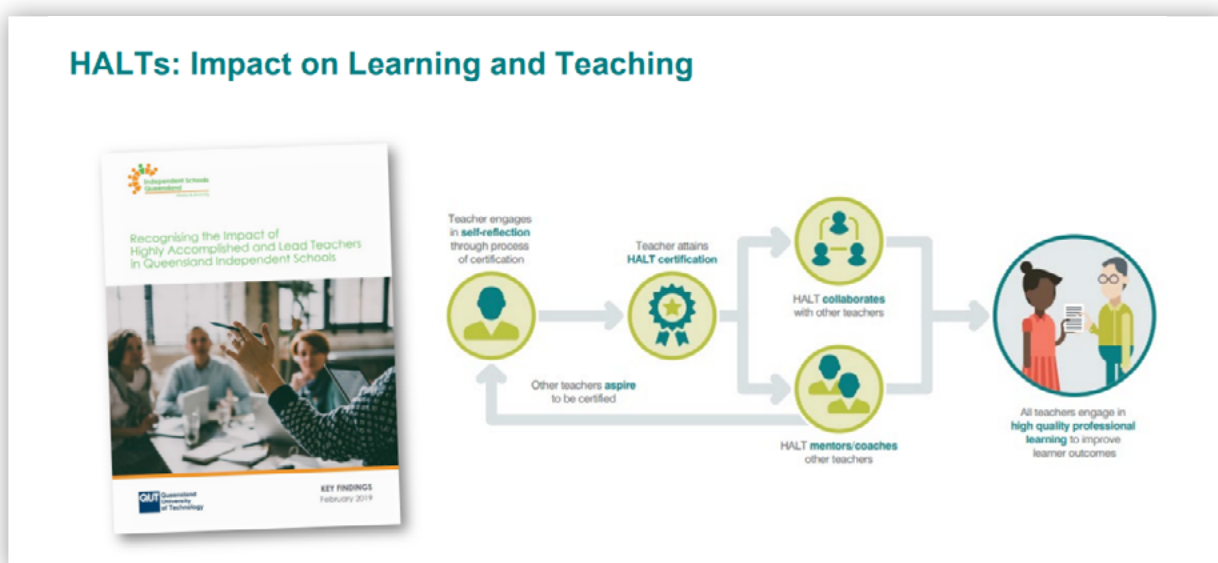 HALTs: Impact on Learning and Teaching
Independent Schools
Queensland
Recognising the Impact of
Highly Accomplished and Lead Teachers
in Queensland Independent Schools
QUT
Queensland
University
of Technology
KEY FINDINGS
February 2019
Teacher engages
in self-reflection
through process
of certification
Teacher attains
HALT certification
HALT collaborates
with other teachers
Other teachers aspire
to be certified
HALT mentors/coaches
other teachers
All teachers engage in
high quality professional
learning to improve
learner outcomes